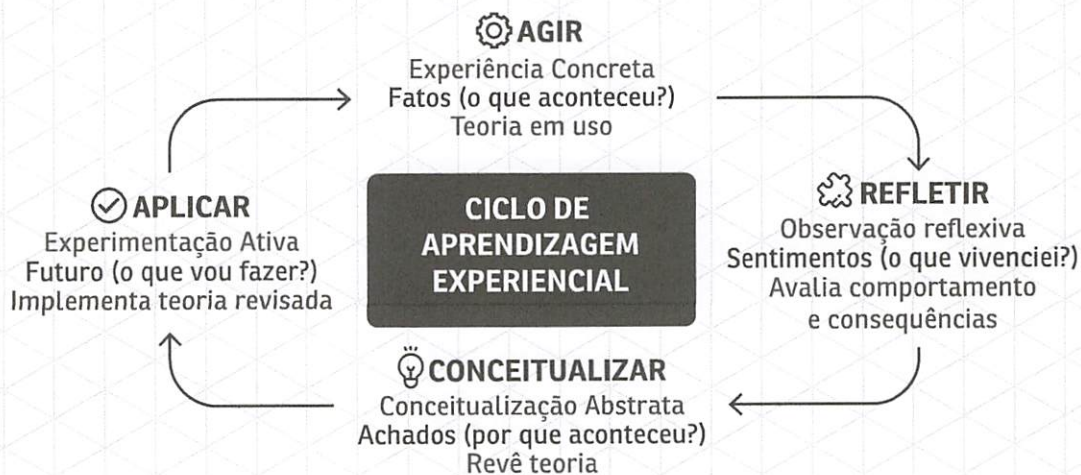 AGIR
Experiência Concreta
Fatos (o que aconteceu?)
Teoria em uso
REFLETIR
Observação reflexiva
Sentimentos (o que vivenciei?)
Avalia comportamento
e consequências
CONCEITUALIZAR
Conceitualização Abstrata
Achados (por que aconteceu?)
Revê teoria
APLICAR
Experimentação Ativa
Futuro (o que vou fazer?)
Implementa teoria revisada
CICLO DE
APRENDIZAGEM
EXPERIENCIAL